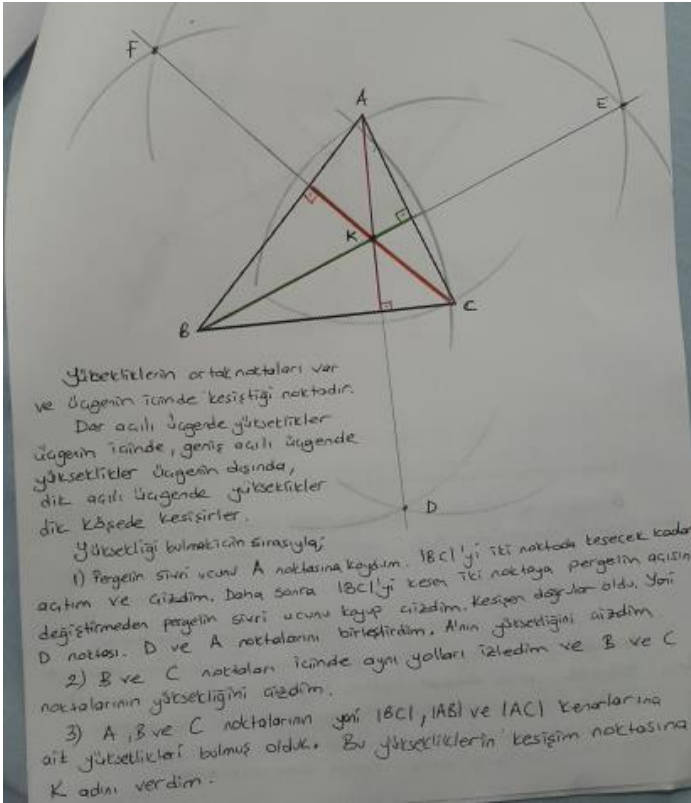 F
A
E
K
B
C
Yükekliklerin ortak noktaları var
ve üçgenin içinde kesiştiği noktadır.
Dar açılı üçgende yükseklikler
üçgenin içinde, geniş açılı üçgende
yükseklikler üçgenin dışında,
dik açılı üçgende yükseklikler
dik köşede kesişirler.
D
Yüksekliği bulmak için sırasıyla;
1) Pergelin sivri ucunu A noktasına koydum. |BC|'yi iki noktada kesecek kadar
açtım ve çizdim. Daha sonra |BC|'yi kesen iki noktaya pergelin açısın
değiştirmeden pergelin sivri ucunu koyup çizdim. Kesişen doğrular oldu. Yani
D noktası. D ve A noktalarını birleştirdim. A'nın yüksekliğini çizdim
2) B ve C noktaları içinde aynı yolları izledim ve B ve C
noktalarının yüksekliğini çizdim.
3) A, B ve C noktalarının yani |BC|, |AB| ve |AC| kenarlarına
ait yükseklikleri bulmuş olduk. Bu yüksekliklerin kesişim noktasına
K adını verdim.